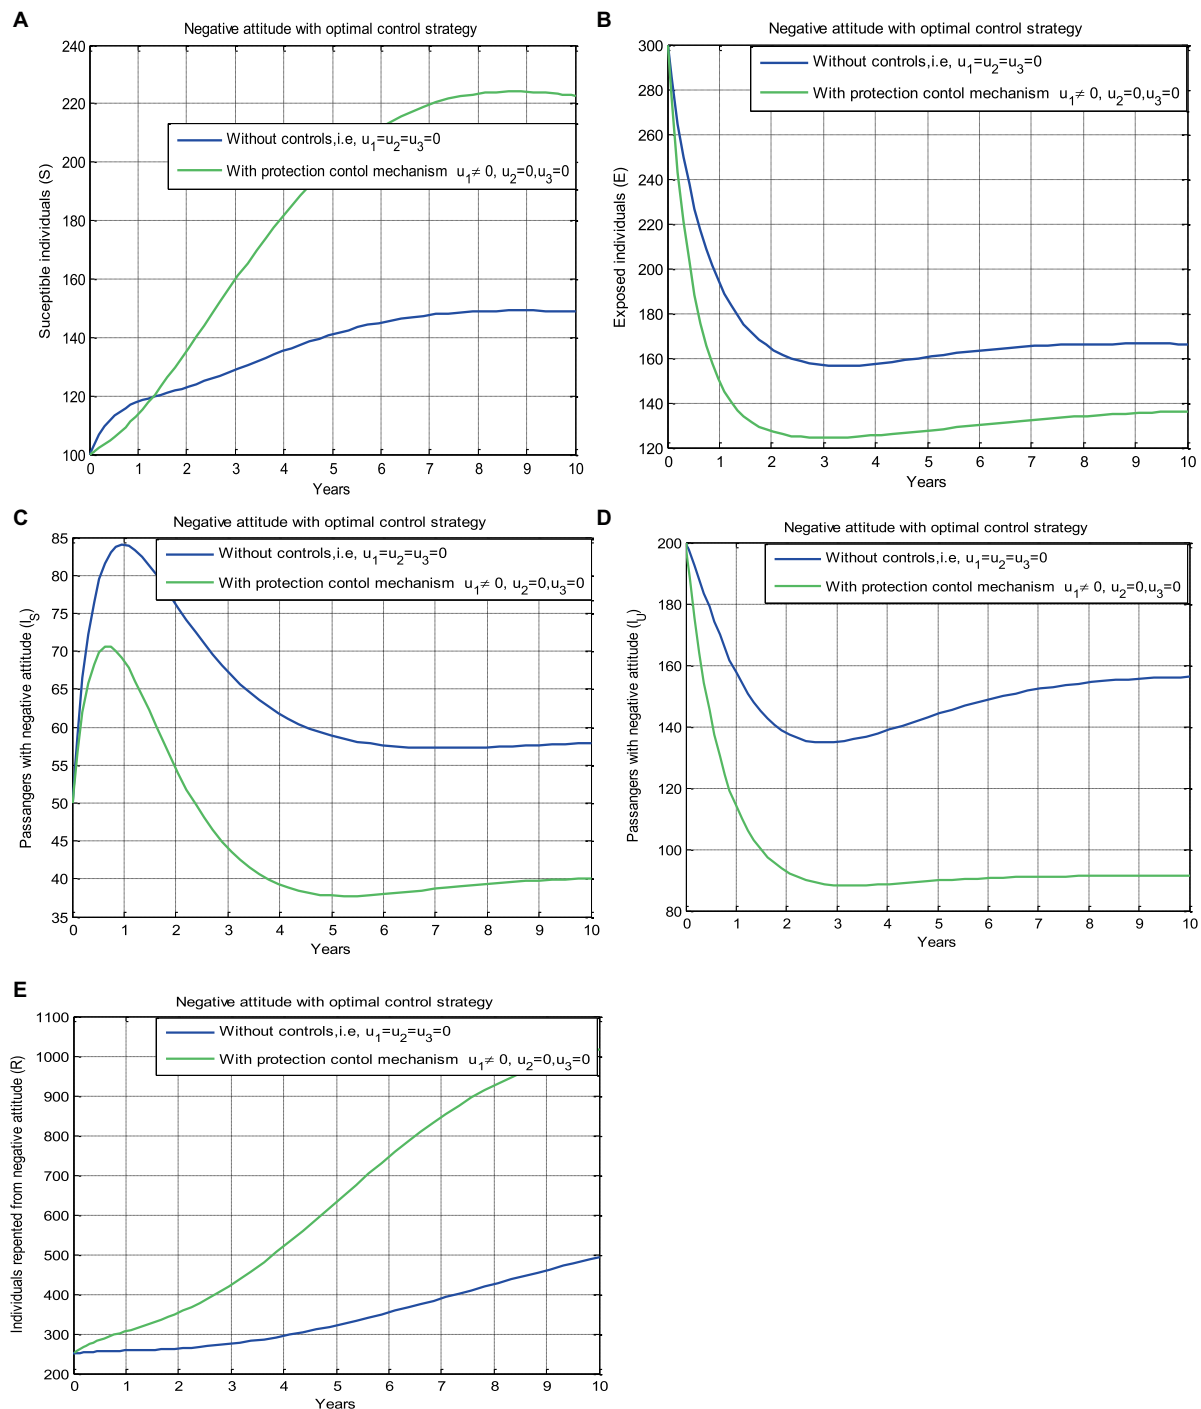 A
Negative attitude with optimal control strategy
240
220
200
180
160
140
120
100
Suceptible individuals (S)
Without controls,i.e, u1=u2=u3=0
With protection contol mechanism u1≠ 0, u2=0,u3=0
0 1 2 3 4 5 6 7 8 9 10
Years
B
Negative attitude with optimal control strategy
300
280
260
240
220
200
180
160
140
120
Exposed individuals (E)
Without controls,i.e, u1=u2=u3=0
With protection contol mechanism u1≠ 0, u2=0,u3=0
0 1 2 3 4 5 6 7 8 9 10
Years
C
Negative attitude with optimal control strategy
85
80
75
70
65
60
55
50
45
40
35
Passangers with negative attitude (IS)
Without controls,i.e, u1=u2=u3=0
With protection contol mechanism u1≠ 0, u2=0,u3=0
0 1 2 3 4 5 6 7 8 9 10
Years
D
Negative attitude with optimal control strategy
200
180
160
140
120
100
80
Passangers with negative attitude (IU)
Without controls,i.e, u1=u2=u3=0
With protection contol mechanism u1≠ 0, u2=0,u3=0
0 1 2 3 4 5 6 7 8 9 10
Years
E
Negative attitude with optimal control strategy
1100
1000
900
800
700
600
500
400
300
200
Individuals repented from negative attitude (R)
Without controls,i.e, u1=u2=u3=0
With protection contol mechanism u1≠ 0, u2=0,u3=0
0 1 2 3 4 5 6 7 8 9 10
Years